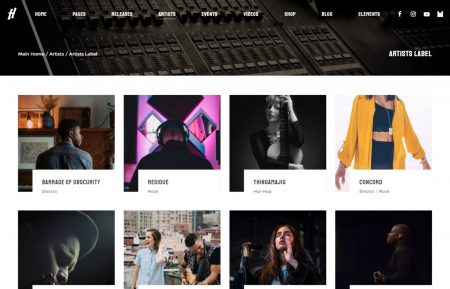 HOME PAGES RELEASES ARTISTS EVENTS VIDEOS SHOP BLOG ELEMENTS
Main Home / Artists / Artists Label
ARTISTS LABEL
BARRAGE OF OBSCURITY
Electro
RESIDUE
Rock
THINGAMAJIG
Hip-Hop
CONCORD
Electro / Rock